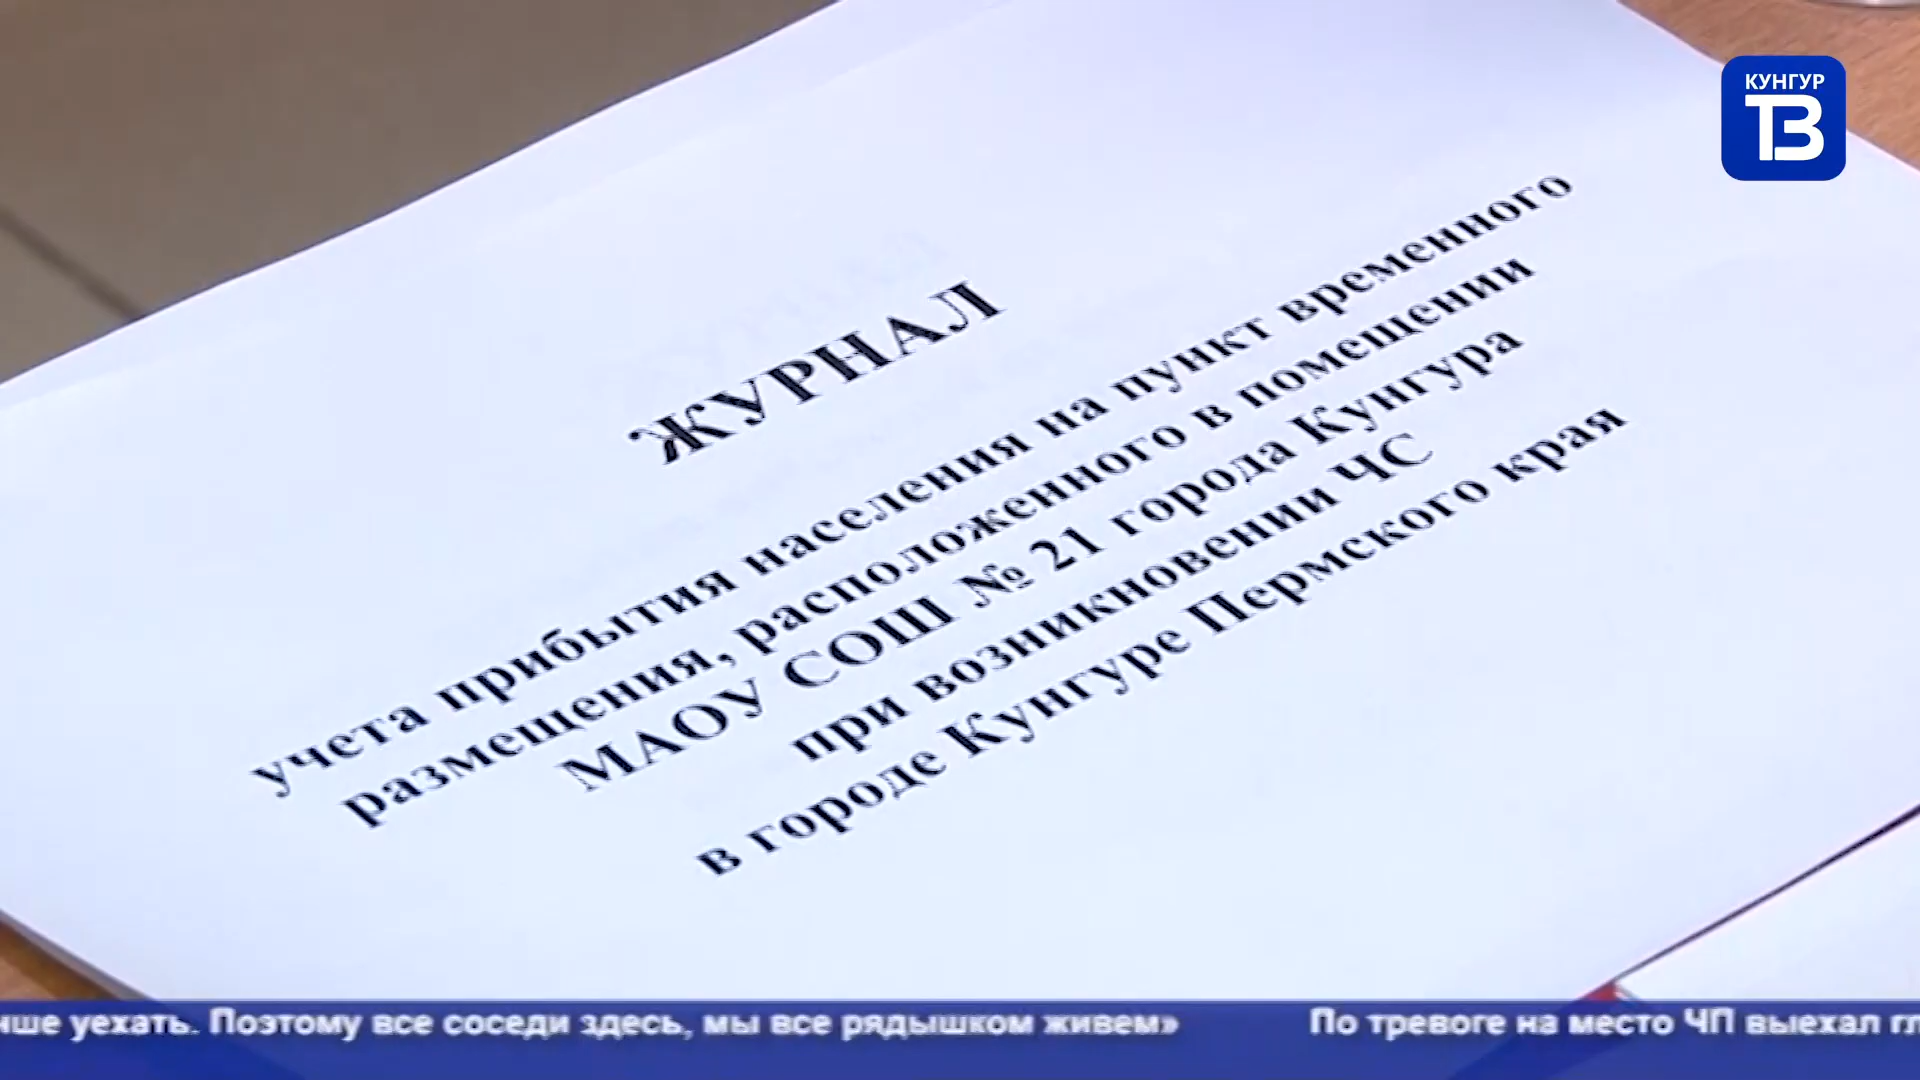 КУНГУР
ТВ
ЖУРНАЛ
учета прибытия населения на пункт временного
размещения, расположенного в помещении
МАОУ СОШ № 21 города Кунгура
при возникновении ЧС
в городе Кунгуре Пермского края
уехать. Поэтому все соседи здесь, мы все рядышком живем» По тревоге на место ЧП выехал